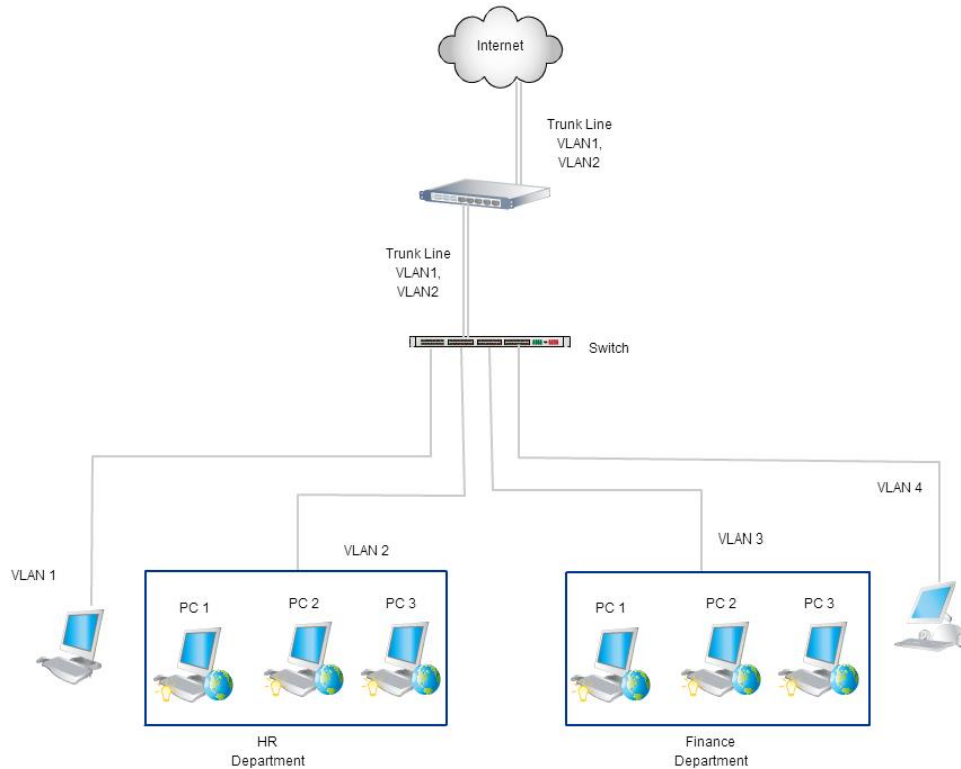 Internet
Trunk Line
VLAN1,
VLAN2
Trunk Line
VLAN1,
VLAN2
Switch
VLAN 1
VLAN 2
VLAN 3
VLAN 4
PC 1
PC 2
PC 3
HR
Department
PC 1
PC 2
PC 3
Finance
Department